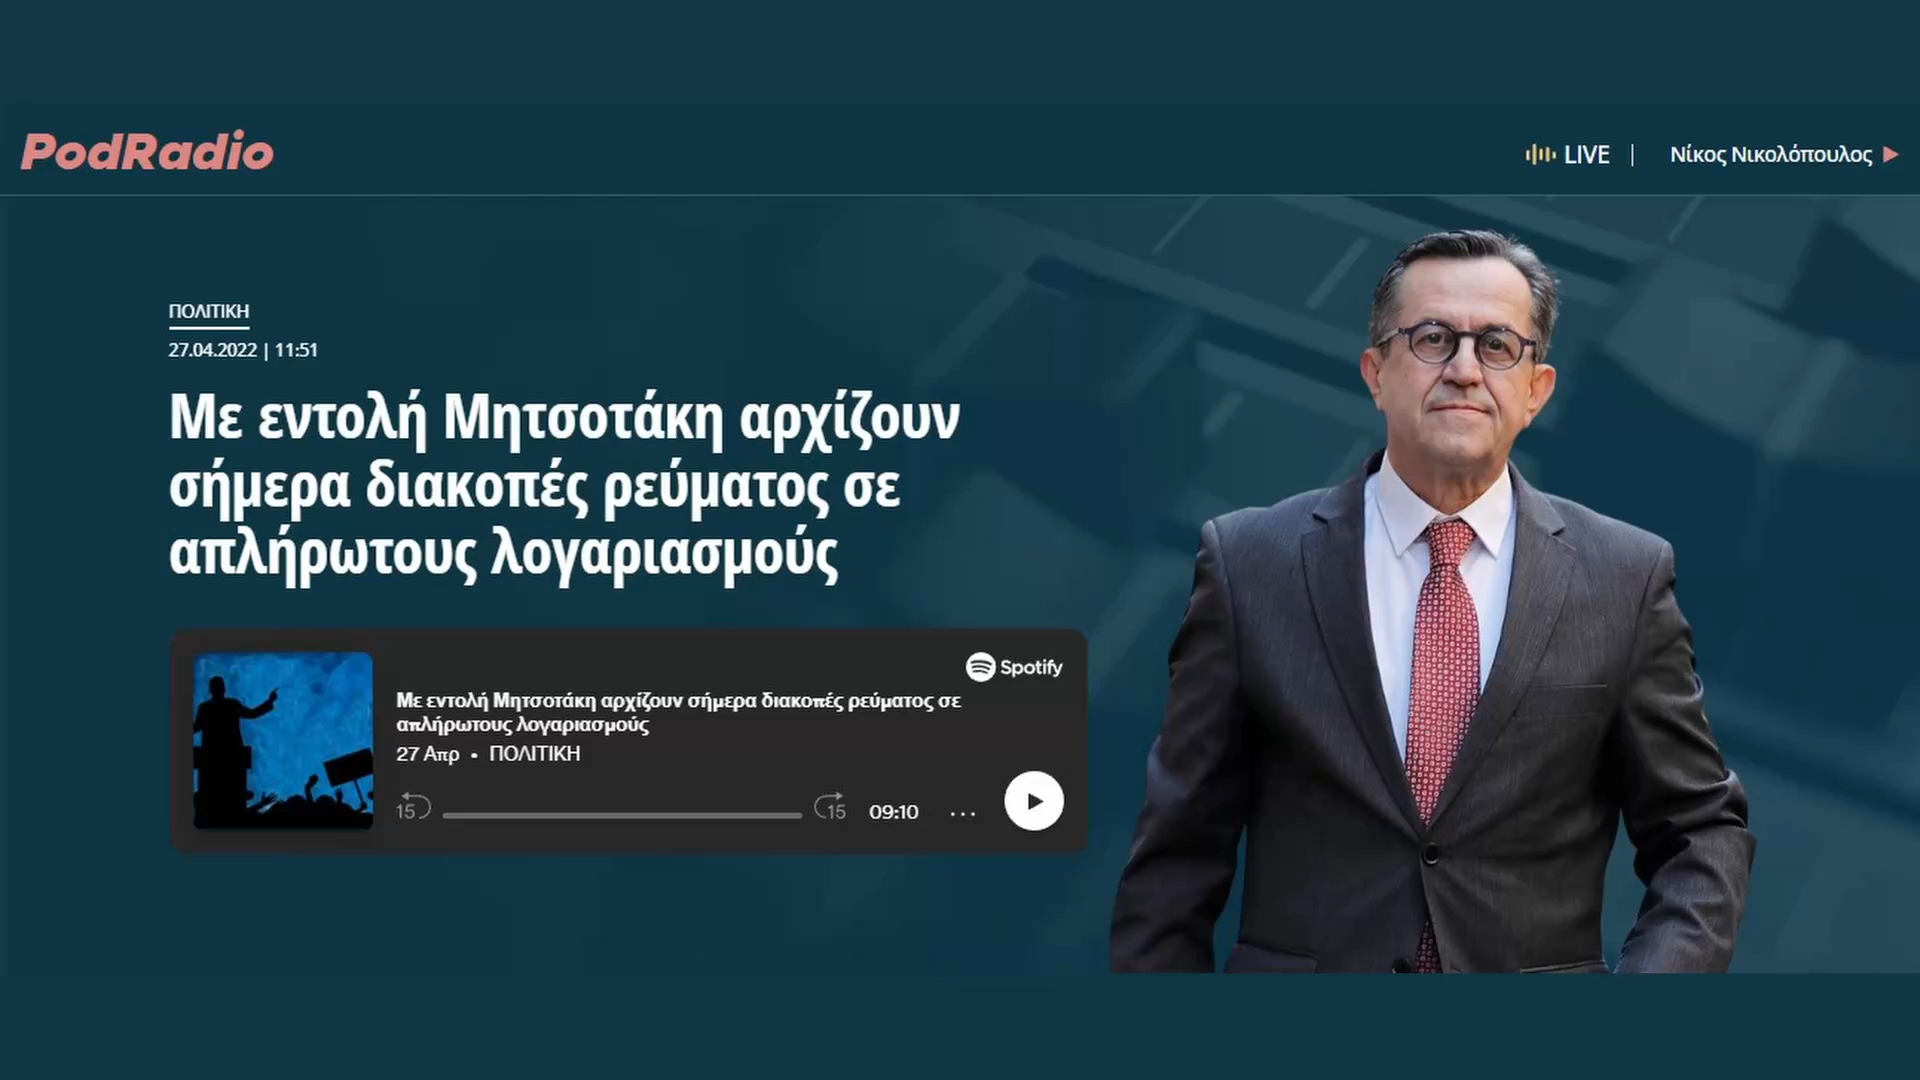 PodRadio
LIVE | Νίκος Νικολόπουλος
ΠΟΛΙΤΙΚΗ
27.04.2022 | 11:51
Με εντολή Μητσοτάκη αρχίζουν
σήμερα διακοπές ρεύματος σε
απλήρωτους λογαριασμούς
Spotify
Με εντολή Μητσοτάκη αρχίζουν σήμερα διακοπές ρεύματος σε
απλήρωτους λογαριασμούς
27 Απρ • ΠΟΛΙΤΙΚΗ
15 15 09:10 ...